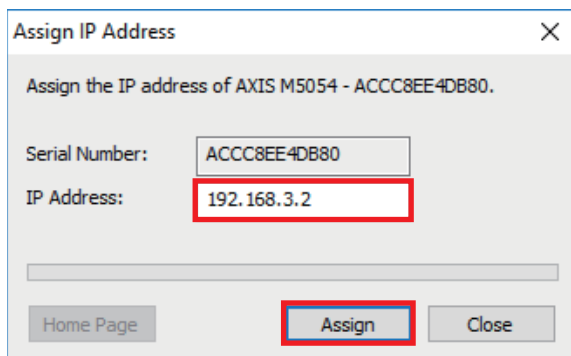 Assign IP Address
Assign the IP address of AXIS M5054 - ACCC8EE4DB80.
Serial Number: ACCC8EE4DB80
IP Address: 192.168.3.2
Home Page Assign Close